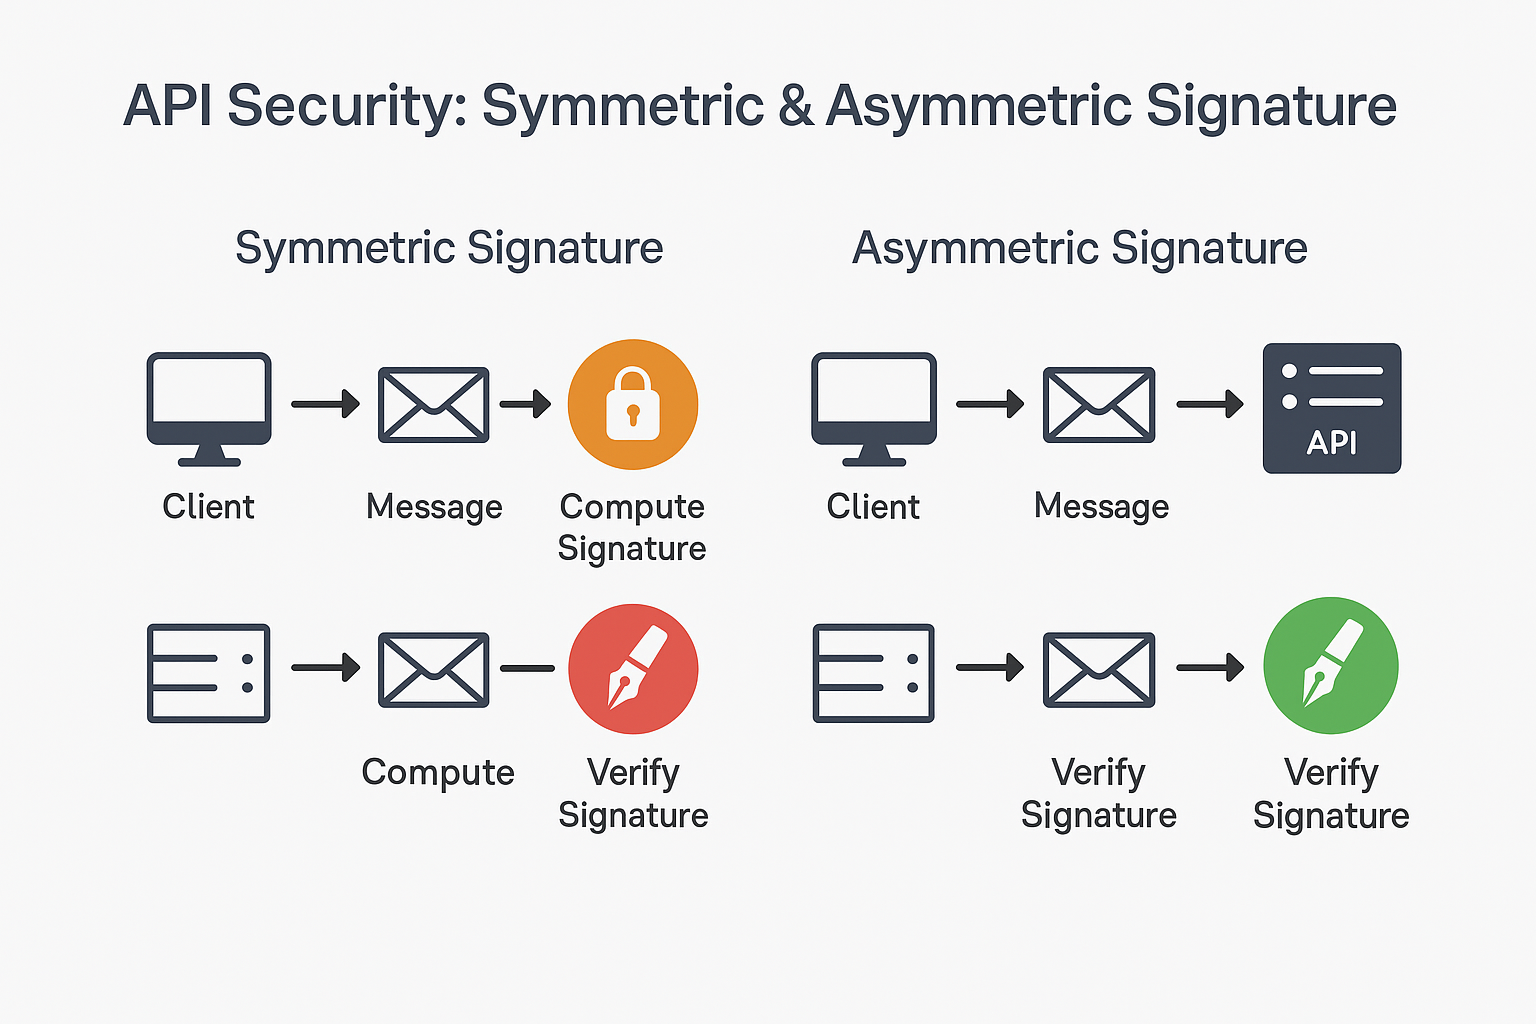 API Security: Symmetric & Asymmetric Signature
Symmetric Signature
Client
Message
Compute
Signature
Compute
Verify
Signature
Asymmetric Signature
API
Client
Message
Verify
Signature
Verify
Signature